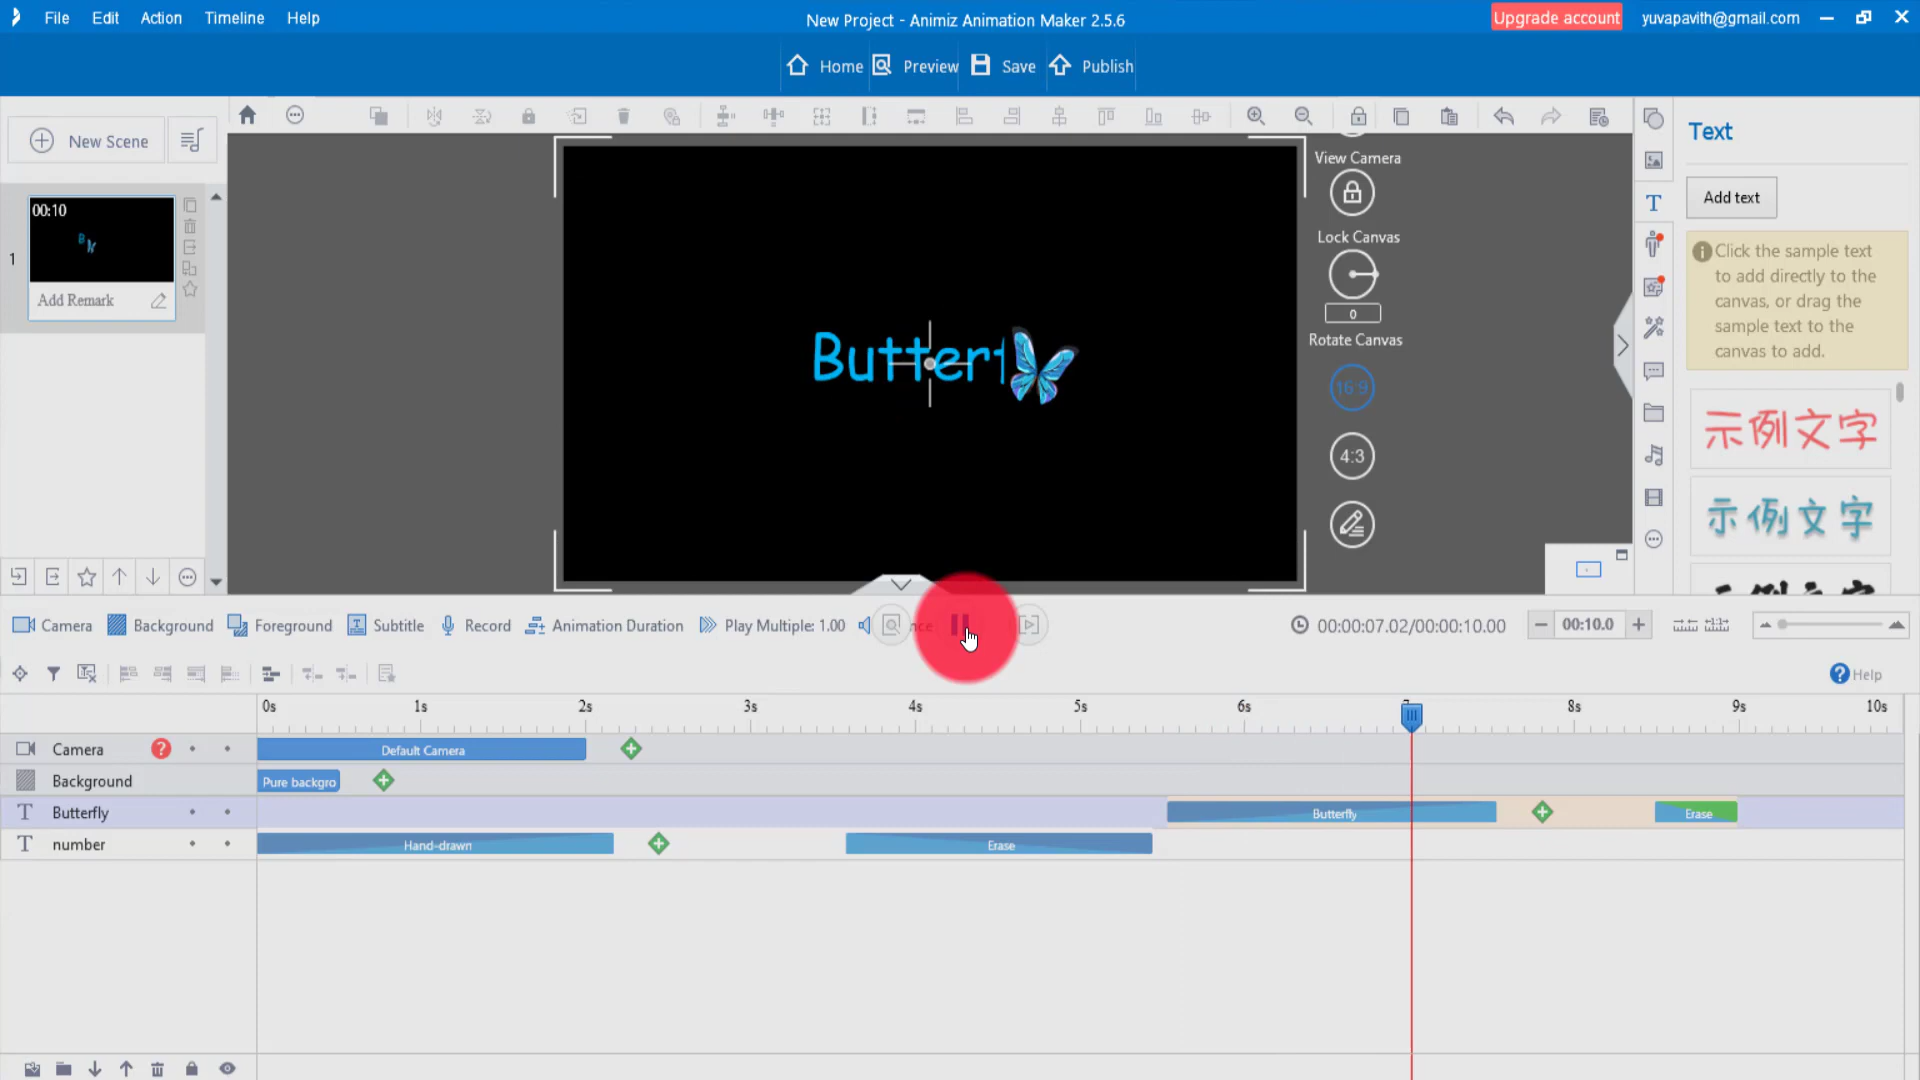 File Edit Action Timeline Help
New Project - Animiz Animation Maker 2.5.6
Upgrade account yuvapavith@gmail.com
Home Preview Save Publish
New Scene
00:10
1
Add Remark
Butterf
View Camera
Lock Canvas
0
Rotate Canvas
16:9
4:3
Text
Add text
Click the sample text
to add directly to the
canvas, or drag the
sample text to the
canvas to add.
示例文字
示例文字
Camera Background Foreground Subtitle Record Animation Duration Play Multiple: 1.00
00:00:07.02/00:00:10.00
00:10.0
Help
0s 1s 2s 3s 4s 5s 6s 8s 9s 10s
Camera Default Camera
Background Pure backgro
Butterfly Butterfly Erase
number Hand-drawn Erase